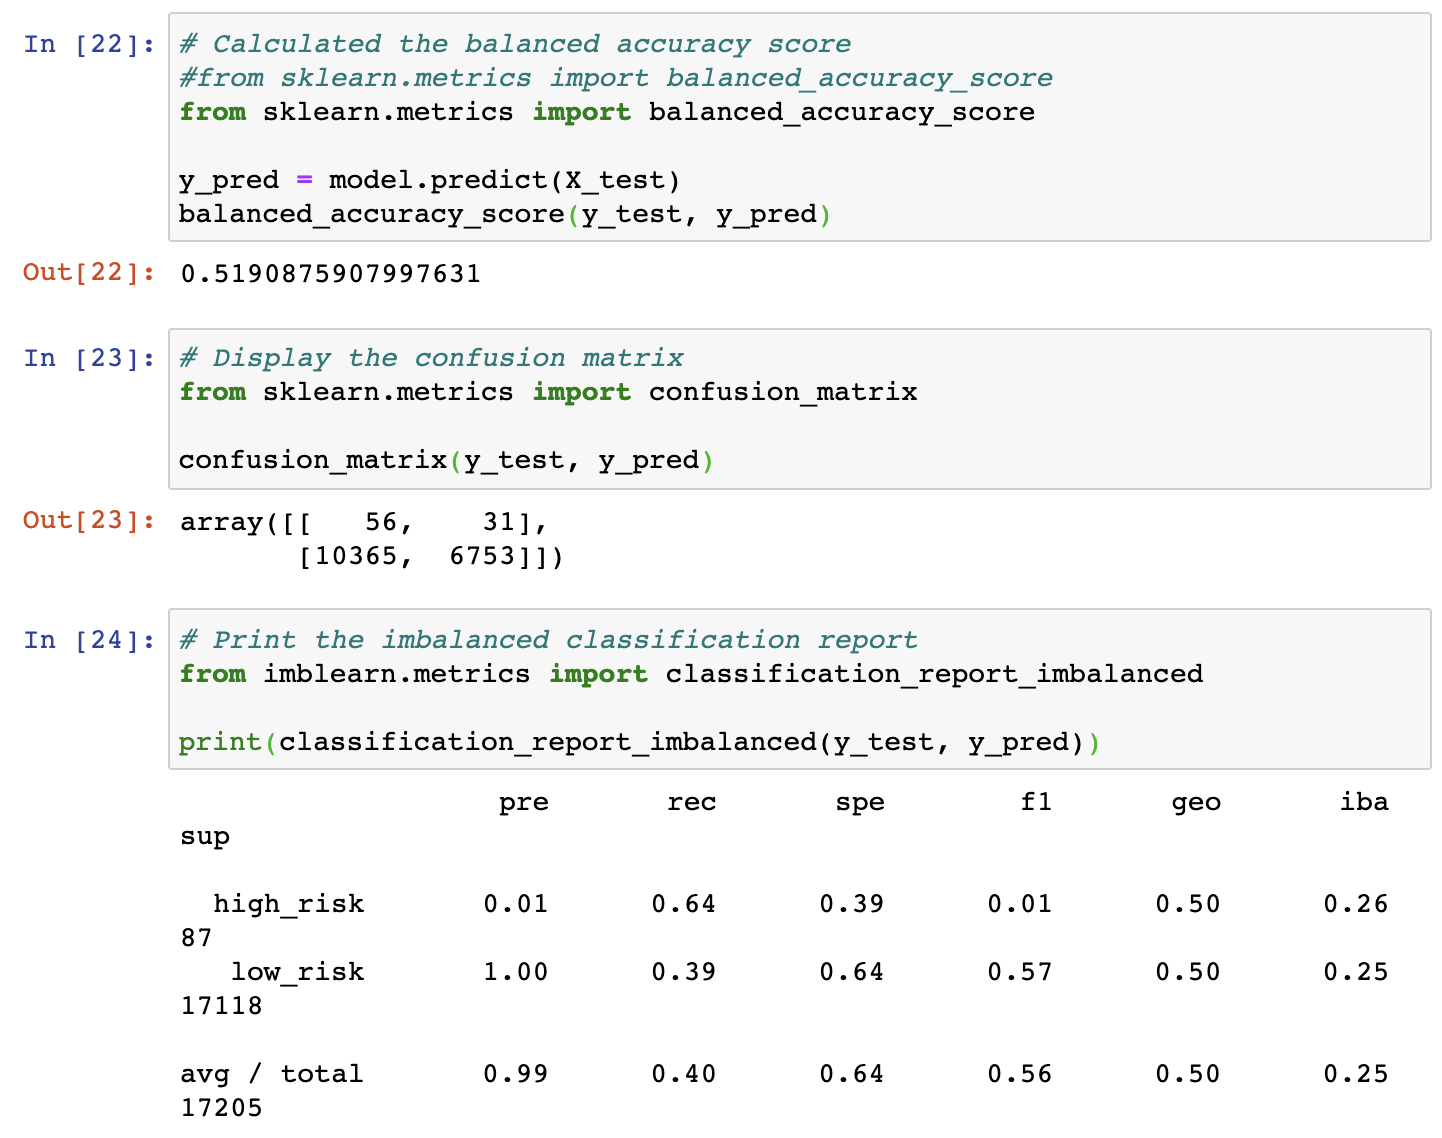 In [22]: # Calculated the balanced accuracy score
#from sklearn.metrics import balanced_accuracy_score
from sklearn.metrics import balanced_accuracy_score
y_pred = model.predict(X_test)
balanced_accuracy_score(y_test, y_pred)
Out[22]: 0.5190875907997631
In [23]: # Display the confusion matrix
from sklearn.metrics import confusion_matrix
confusion_matrix(y_test, y_pred)
Out[23]: array([[   56,    31],
       [10365,  6753]])
In [24]: # Print the imbalanced classification report
from imblearn.metrics import classification_report_imbalanced
print(classification_report_imbalanced(y_test, y_pred))
                   pre       rec       spe        f1       geo       iba
sup
  high_risk       0.01      0.64      0.39      0.01      0.50      0.26
87
   low_risk       1.00      0.39      0.64      0.57      0.50      0.25
17118
avg / total       0.99      0.40      0.64      0.56      0.50      0.25
17205